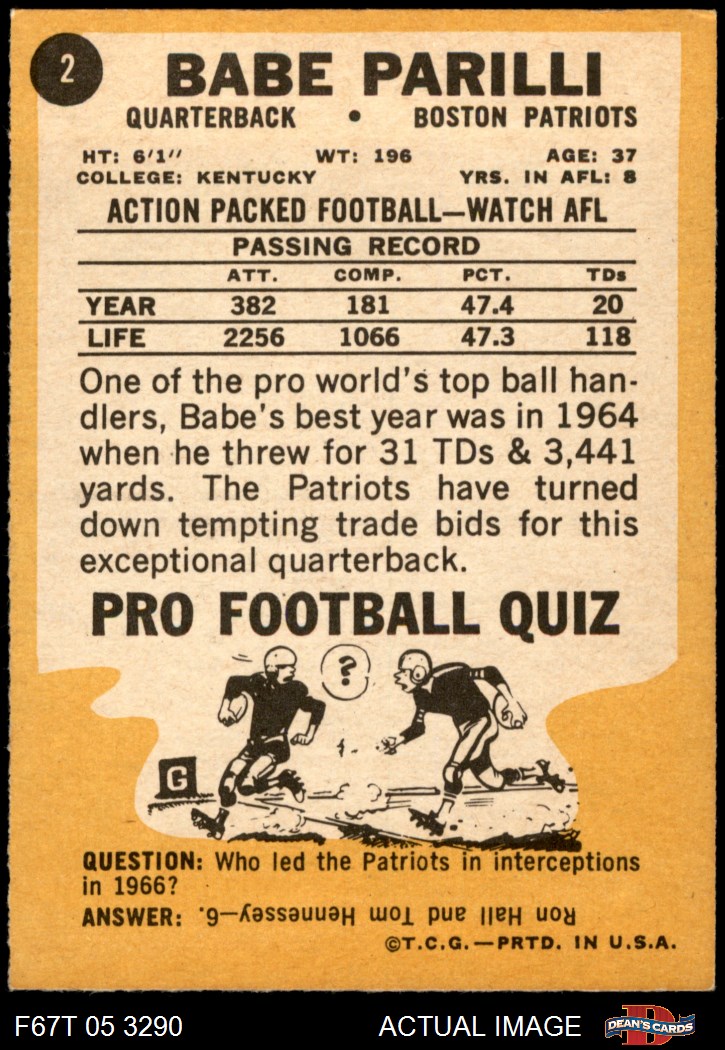 2
BABE PARILLI
QUARTERBACK • BOSTON PATRIOTS
HT: 6'1" WT: 196 AGE: 37
COLLEGE: KENTUCKY YRS. IN AFL: 8
ACTION PACKED FOOTBALL—WATCH AFL
PASSING RECORD
ATT. COMP. PCT. TDs
YEAR 382 181 47.4 20
LIFE 2256 1066 47.3 118
One of the pro world's top ball han-
dlers, Babe's best year was in 1964
when he threw for 31 TDs & 3,441
yards. The Patriots have turned
down tempting trade bids for this
exceptional quarterback.
PRO FOOTBALL QUIZ
?
G
QUESTION: Who led the Patriots in interceptions
in 1966?
ANSWER: Ron Hall and Tom Hennessey—6.
©T.C.G.—PRTD. IN U.S.A.
F67T 05 3290 ACTUAL IMAGE DEAN'S CARDS